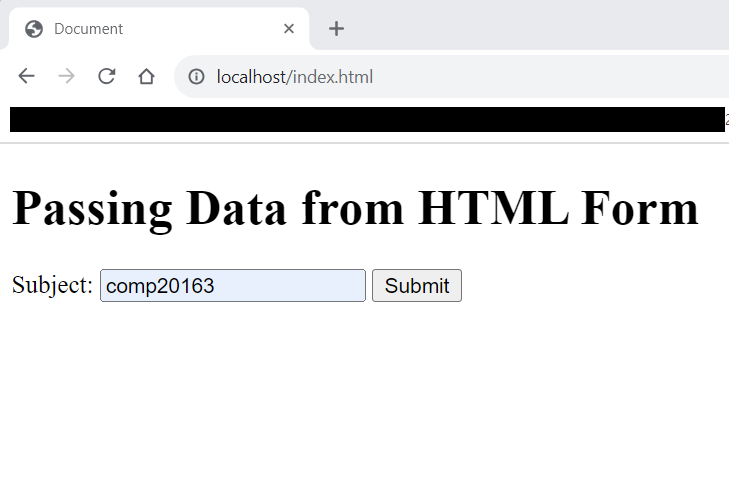 Document
localhost/index.html
Passing Data from HTML Form
Subject: comp20163 Submit